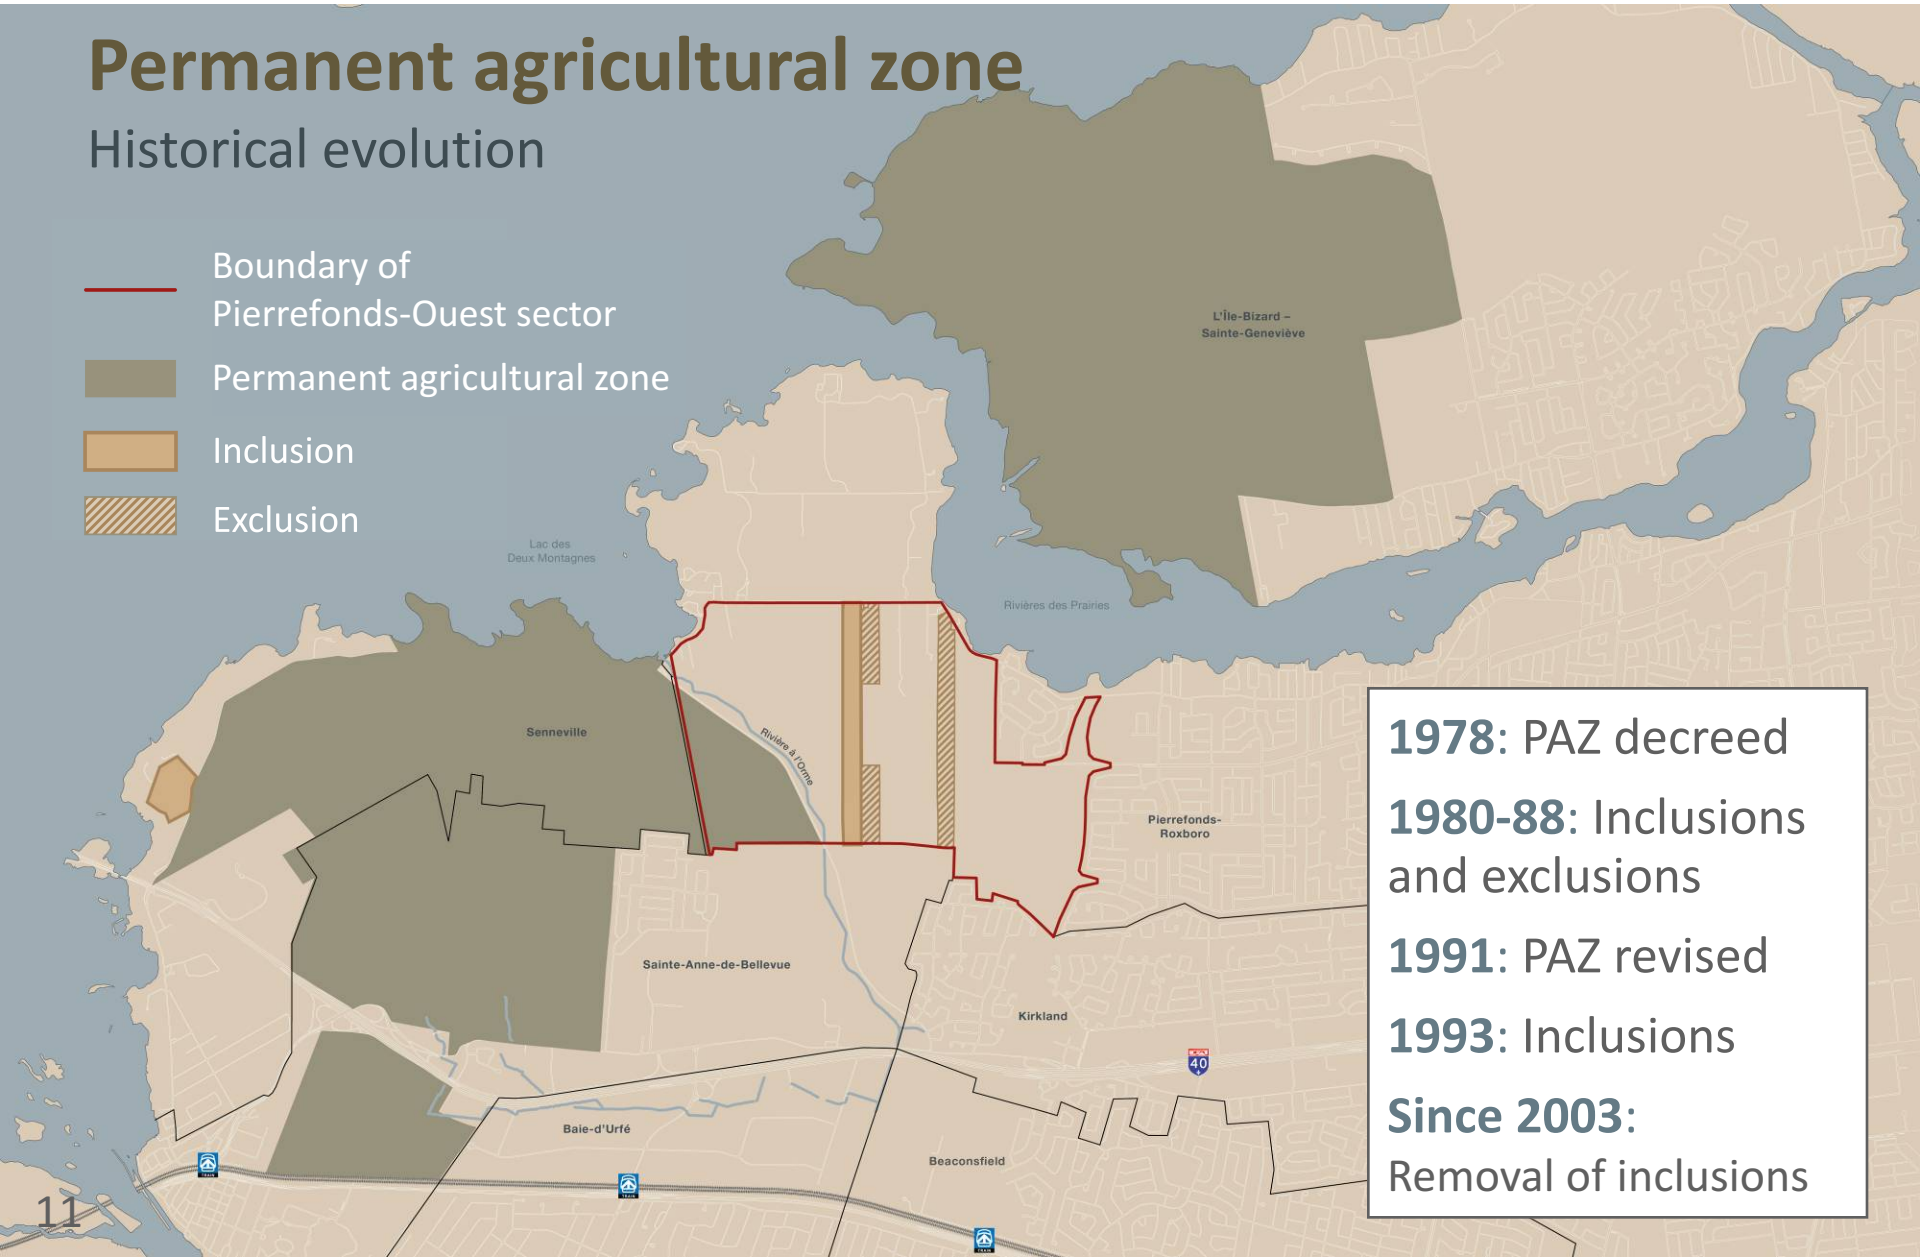 Permanent agricultural zone
Historical evolution
Boundary of
Pierrefonds-Ouest sector
Permanent agricultural zone
Inclusion
Exclusion
Lac des
Deux Montagnes
L'Île-Bizard –
Sainte-Geneviève
Rivières des Prairies
Senneville
Rivière à l'Orme
Pierrefonds-
Roxboro
Sainte-Anne-de-Bellevue
Kirkland
40
Baie-d'Urfé
Beaconsfield
TRAIN
TRAIN
TRAIN
1978: PAZ decreed
1980-88: Inclusions
and exclusions
1991: PAZ revised
1993: Inclusions
Since 2003:
Removal of inclusions
11